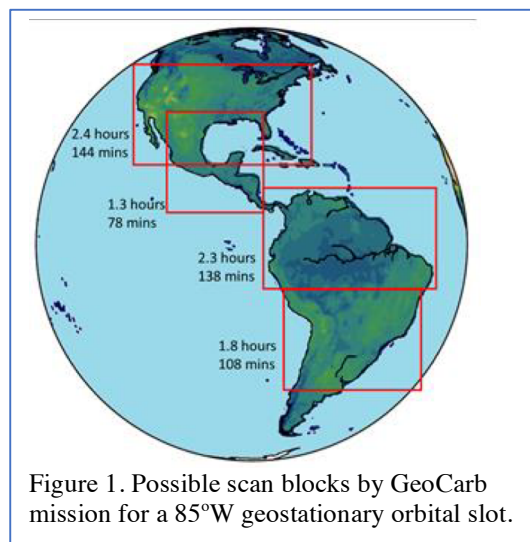 2.4 hours
144 mins
1.3 hours
78 mins
2.3 hours
138 mins
1.8 hours
108 mins
Figure 1. Possible scan blocks by GeoCarb
mission for a 85°W geostationary orbital slot.